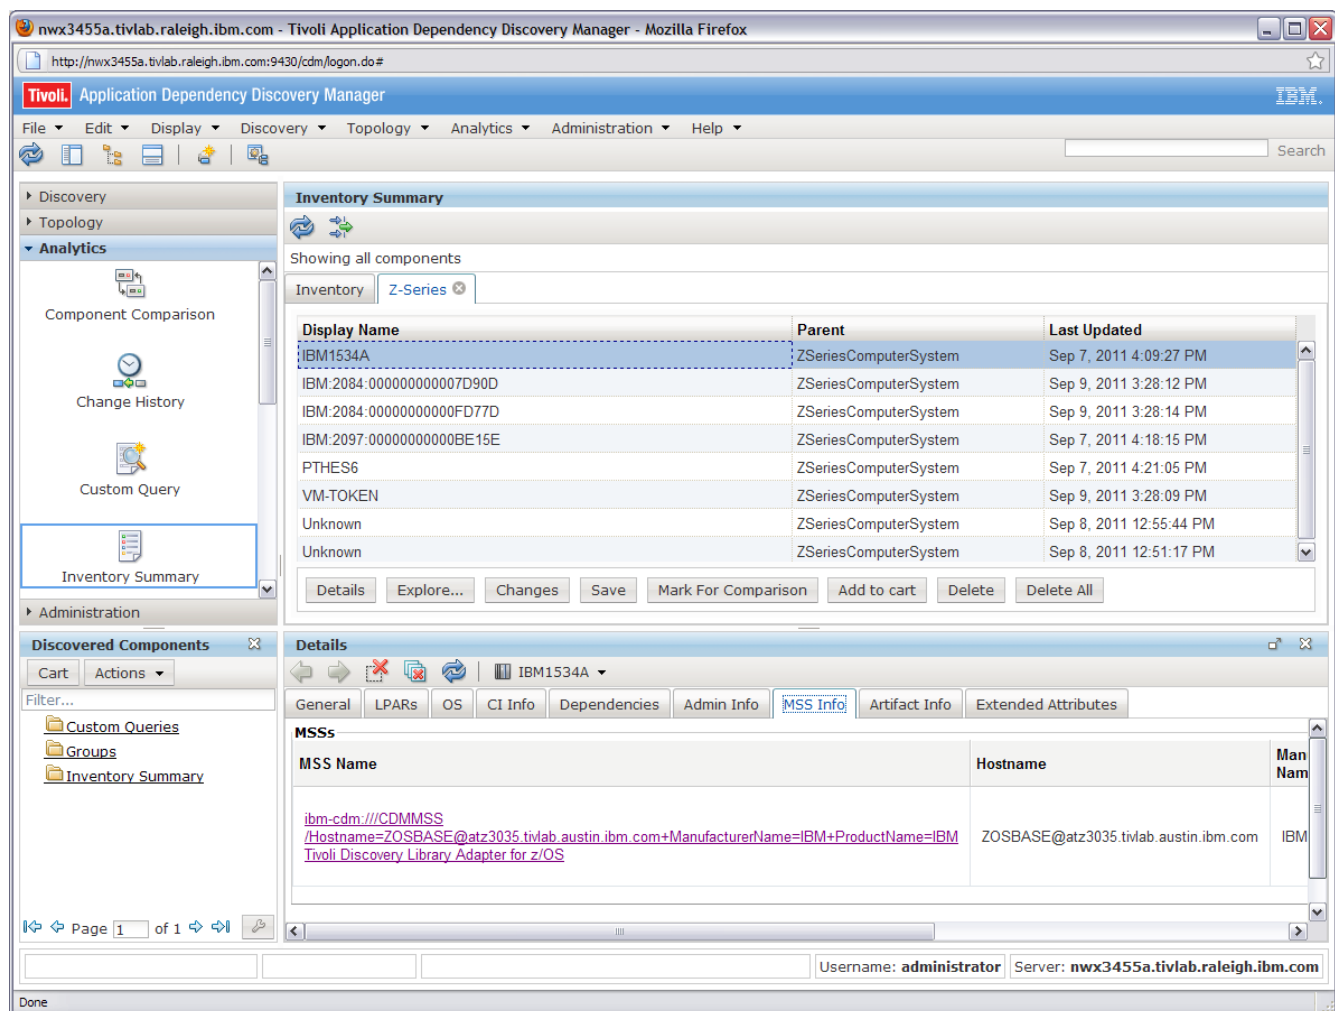 nwx3455a.tivlab.raleigh.ibm.com - Tivoli Application Dependency Discovery Manager - Mozilla Firefox
http://nwx3455a.tivlab.raleigh.ibm.com:9430/cdm/logon.do#
Tivoli. Application Dependency Discovery Manager IBM.
File Edit Display Discovery Topology Analytics Administration Help
Search
Discovery
Topology
Analytics
Component Comparison
Change History
Custom Query
Inventory Summary
Administration
Inventory Summary
Showing all components
Inventory Z-Series
Display Name Parent Last Updated
IBM1534A ZSeriesComputerSystem Sep 7, 2011 4:09:27 PM
IBM:2084:000000000007D90D ZSeriesComputerSystem Sep 9, 2011 3:28:12 PM
IBM:2084:00000000000FD77D ZSeriesComputerSystem Sep 9, 2011 3:28:14 PM
IBM:2097:00000000000BE15E ZSeriesComputerSystem Sep 7, 2011 4:18:15 PM
PTHES6 ZSeriesComputerSystem Sep 7, 2011 4:21:05 PM
VM-TOKEN ZSeriesComputerSystem Sep 9, 2011 3:28:09 PM
Unknown ZSeriesComputerSystem Sep 8, 2011 12:55:44 PM
Unknown ZSeriesComputerSystem Sep 8, 2011 12:51:17 PM
Details Explore... Changes Save Mark For Comparison Add to cart Delete Delete All
Discovered Components
Cart Actions
Filter...
Custom Queries
Groups
Inventory Summary
Page 1 of 1
Details
IBM1534A
General LPARs OS CI Info Dependencies Admin Info MSS Info Artifact Info Extended Attributes
MSSs
MSS Name Hostname Man
Nam
ibm-cdm:///CDMMSS
/Hostname=ZOSBASE@atz3035.tivlab.austin.ibm.com+ManufacturerName=IBM+ProductName=IBM ZOSBASE@atz3035.tivlab.austin.ibm.com IBM
Tivoli Discovery Library Adapter for z/OS
Username: administrator Server: nwx3455a.tivlab.raleigh.ibm.com
Done